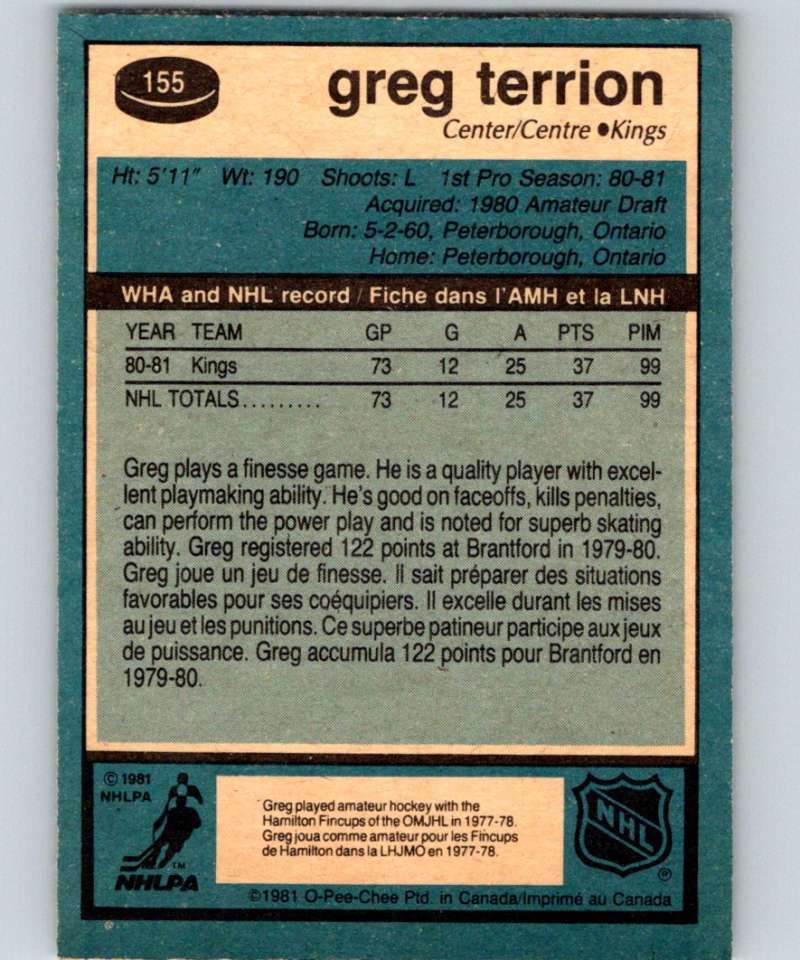 155
greg terrion
Center/Centre ●Kings
Ht: 5'11" Wt: 190 Shoots: L 1st Pro Season: 80-81
Acquired: 1980 Amateur Draft
Born: 5-2-60, Peterborough, Ontario
Home: Peterborough, Ontario
WHA and NHL record / Fiche dans l'AMH et la LNH
YEAR TEAM GP G A PTS PIM
80-81 Kings 73 12 25 37 99
NHL TOTALS......... 73 12 25 37 99
Greg plays a finesse game. He is a quality player with excel-
lent playmaking ability. He's good on faceoffs, kills penalties,
can perform the power play and is noted for superb skating
ability. Greg registered 122 points at Brantford in 1979-80.
Greg joue un jeu de finesse. Il sait préparer des situations
favorables pour ses coéquipiers. Il excelle durant les mises
au jeu et les punitions. Ce superbe patineur participe aux jeux
de puissance. Greg accumula 122 points pour Brantford en
1979-80.
© 1981
NHLPA
TM
NHLPA
Greg played amateur hockey with the
Hamilton Fincups of the OMJHL in 1977-78.
Greg joua comme amateur pour les Fincups
de Hamilton dans la LHJMO en 1977-78.
NHL
®
©1981 O-Pee-Chee Ptd. in Canada/Imprimé au Canada